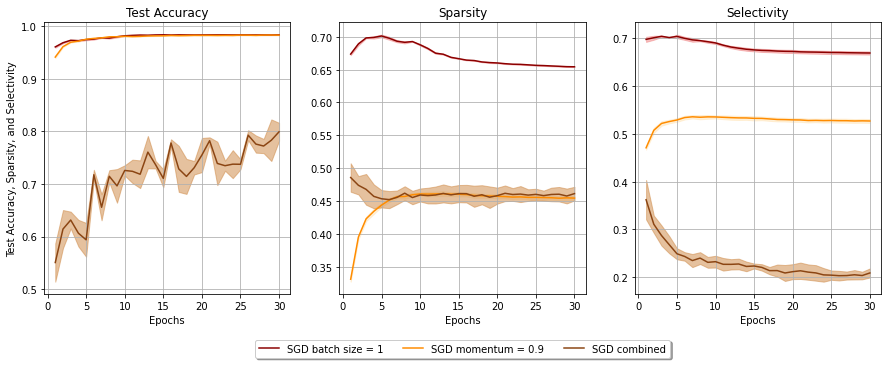 Test Accuracy
Sparsity
Selectivity
Test Accuracy, Sparsity, and Selectivity
1.0
0.9
0.8
0.7
0.6
0.5
0 5 10 15 20 25 30
Epochs
0.70
0.65
0.60
0.55
0.50
0.45
0.40
0.35
0 5 10 15 20 25 30
Epochs
0.7
0.6
0.5
0.4
0.3
0.2
0 5 10 15 20 25 30
Epochs
SGD batch size = 1 SGD momentum = 0.9 SGD combined